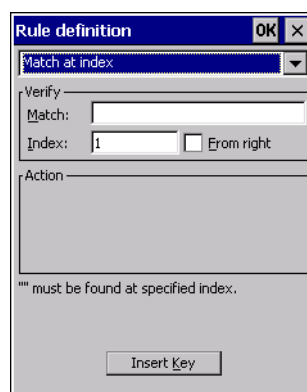 Rule definition OK ×
Match at index
Verify
Match:
Index: 1 From right
Action
"" must be found at specified index.
Insert Key